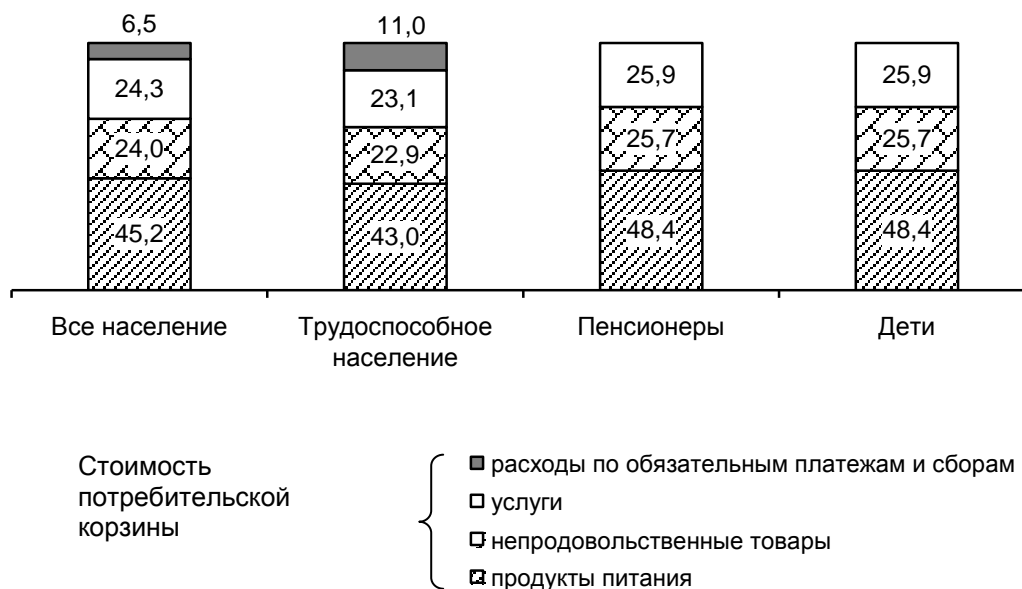 6,5 11,0
24,3 23,1 25,9 25,9
24,0 22,9 25,7 25,7
45,2 43,0 48,4 48,4
Все население Трудоспособное население Пенсионеры Дети
Стоимость
потребительской
корзины
расходы по обязательным платежам и сборам
услуги
непродовольственные товары
продукты питания